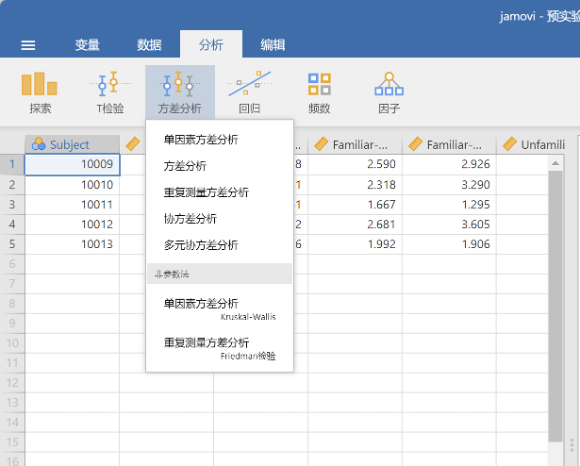 jamovi - 预实验
变量 数据 分析 编辑
探索 T检验 方差分析 回归 频数 因子
Subject ... Familiar-... Familiar-... Unfamili
1 10009 8 2.590 2.926
2 10010 1 2.318 3.290
3 10011 1 1.667 1.295
4 10012 2 2.681 3.605
5 10013 6 1.992 1.906
6
7
8
9
10
11
12
13
14
15
16
单因素方差分析
方差分析
重复测量方差分析
协方差分析
多元协方差分析
非参数法
单因素方差分析
Kruskal-Wallis
重复测量方差分析
Friedman检验